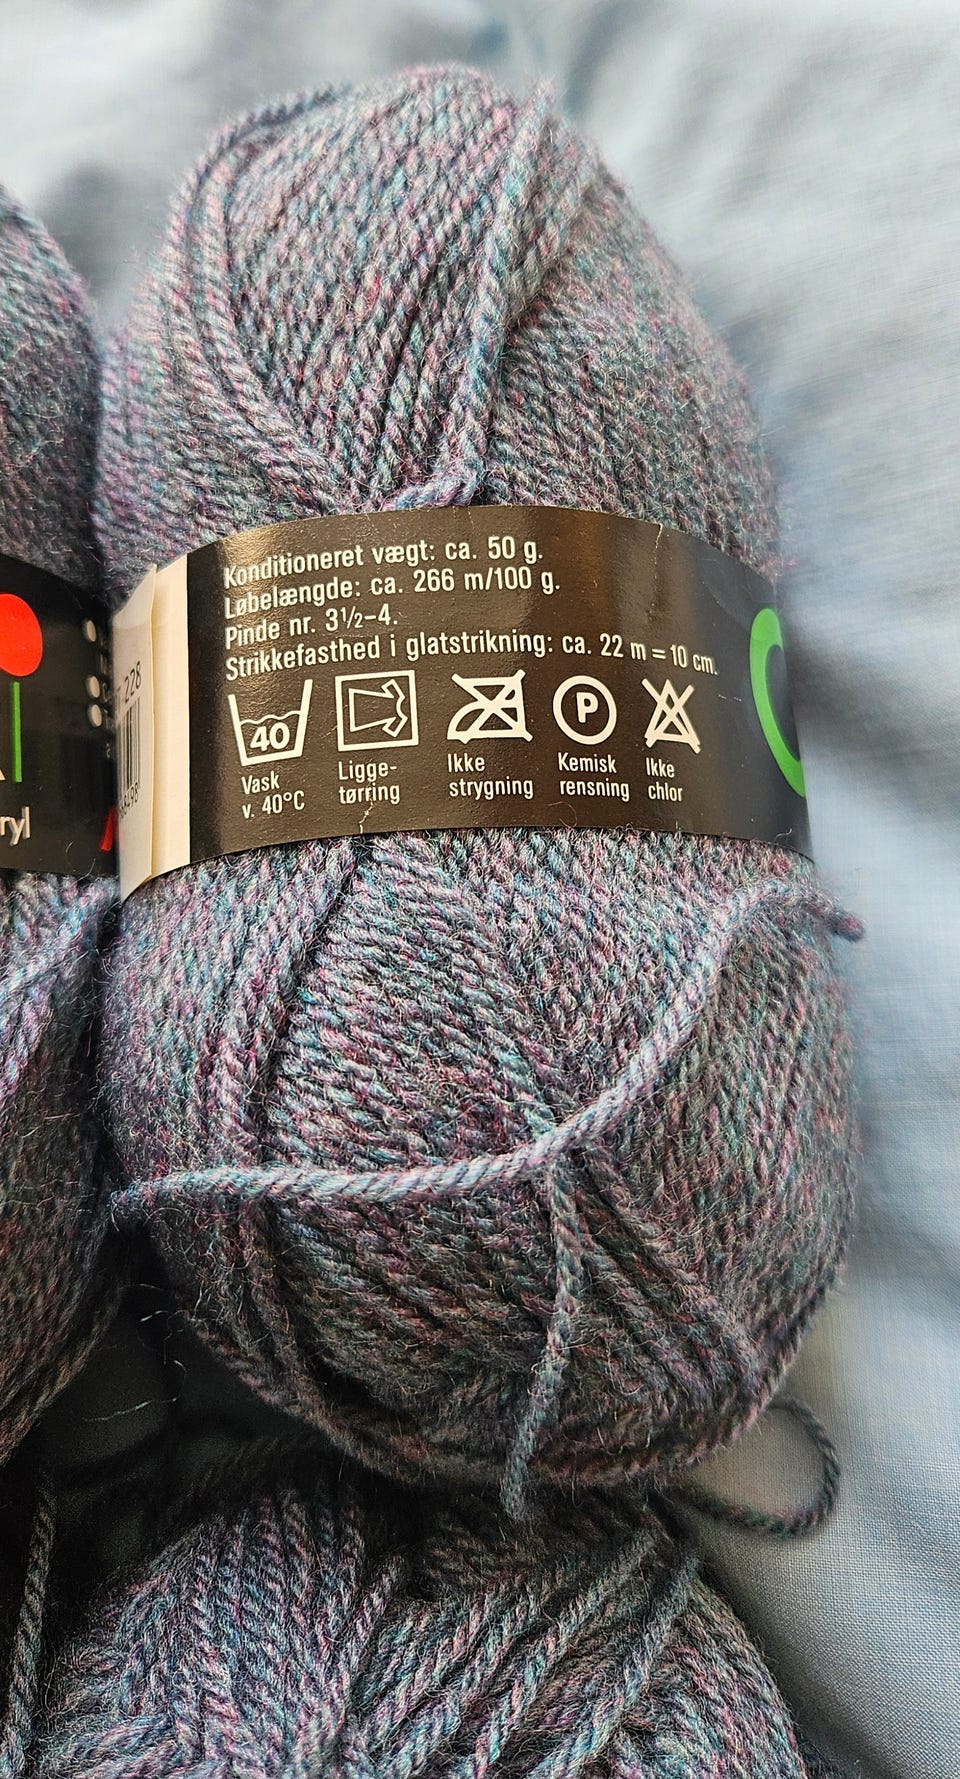 Konditioneret vægt: ca. 50 g.
Løbelængde: ca. 266 m/100 g.
Pinde nr. 3½–4.
Strikkefasthed i glatstrikning: ca. 22 m = 10 cm.
40
P
Vask
v. 40°C
Ligge-
tørring
Ikke
strygning
Kemisk
rensning
Ikke
chlor
228
ryl